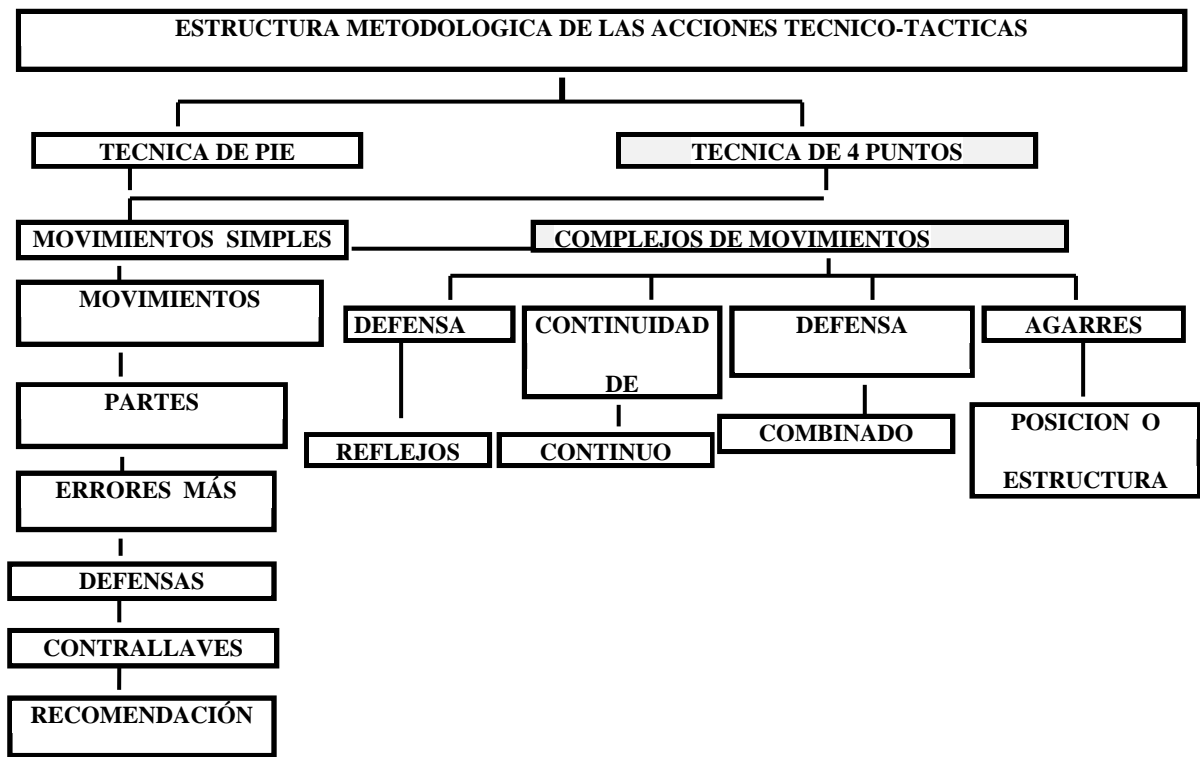 ESTRUCTURA METODOLOGICA DE LAS ACCIONES TECNICO-TACTICAS
TECNICA DE PIE
TECNICA DE 4 PUNTOS
MOVIMIENTOS SIMPLES
COMPLEJOS DE MOVIMIENTOS
MOVIMIENTOS
PARTES
ERRORES MÁS
DEFENSAS
CONTRALLAVES
RECOMENDACIÓN
DEFENSA
REFLEJOS
CONTINUIDAD
DE
CONTINUO
DEFENSA
COMBINADO
AGARRES
POSICION O
ESTRUCTURA